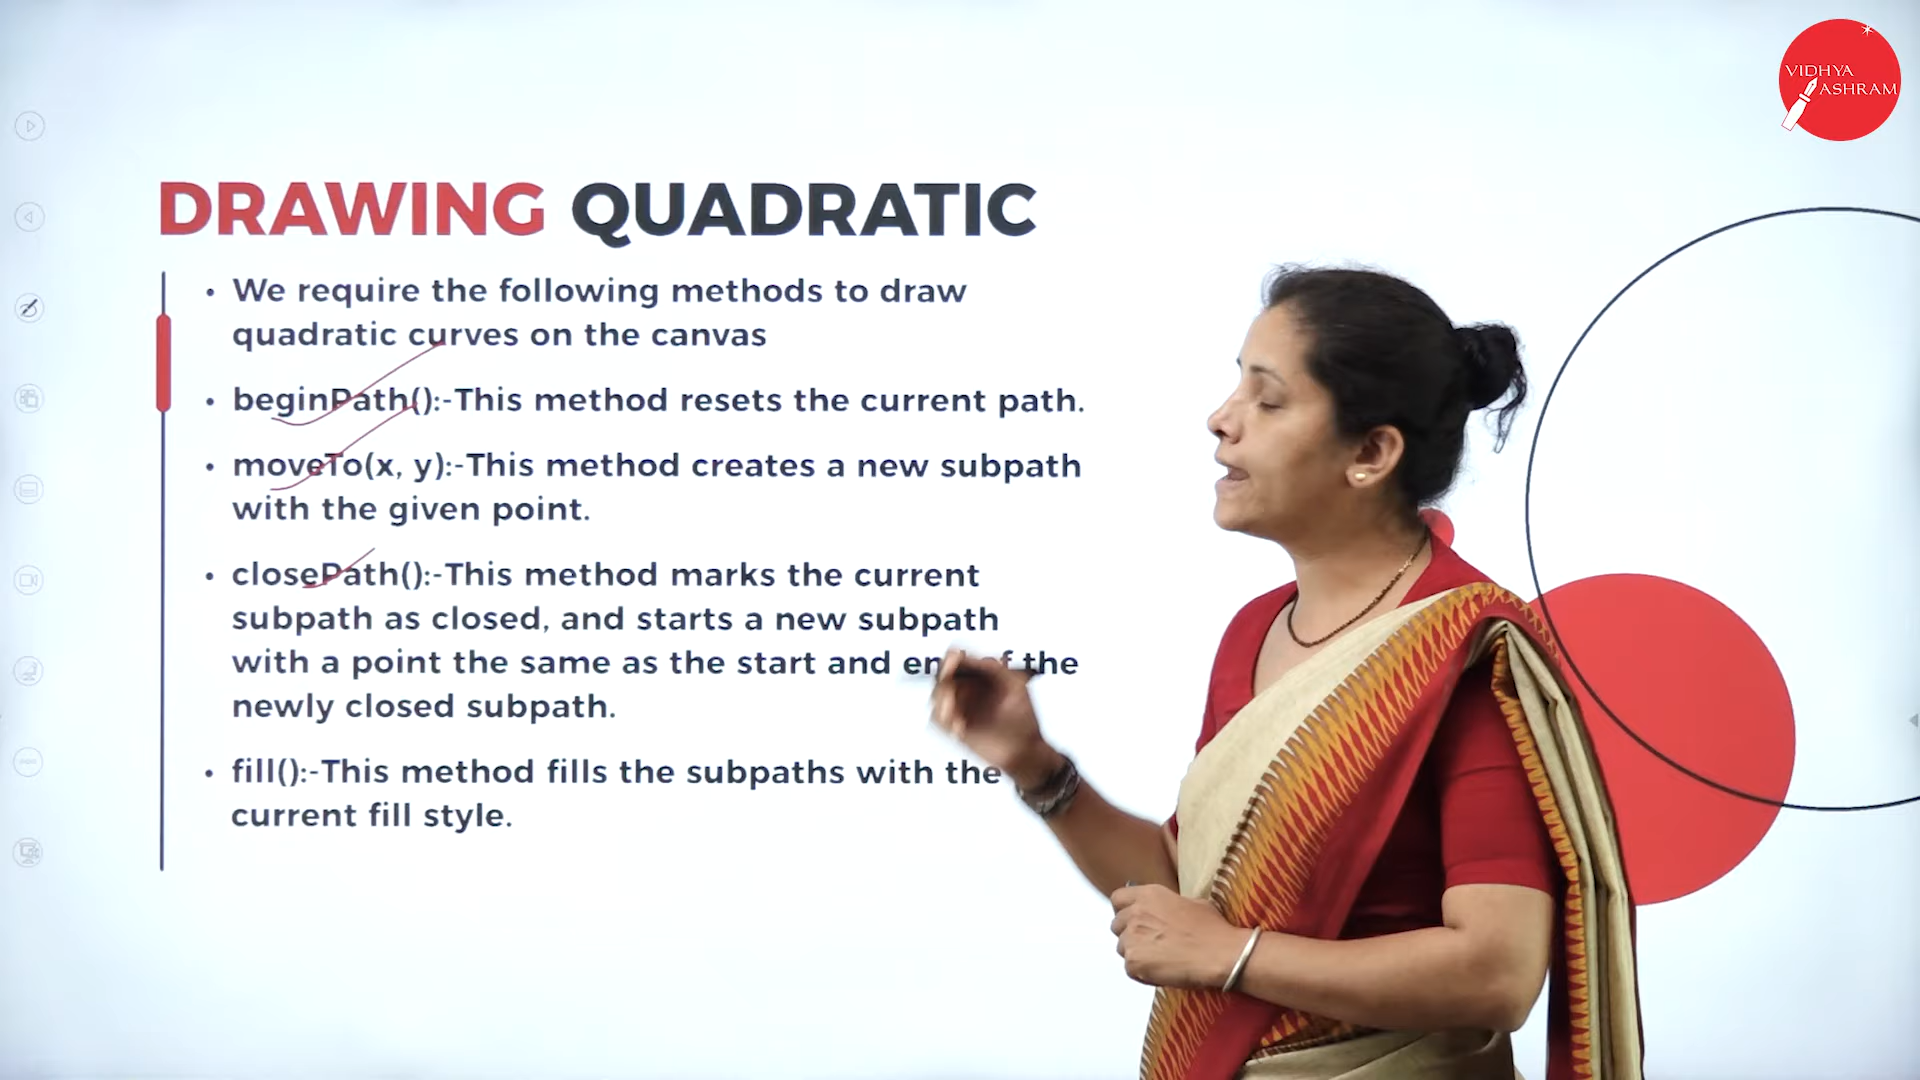 VIDHYA
ASHRAM
DRAWING QUADRATIC
• We require the following methods to draw
quadratic curves on the canvas
• beginPath():-This method resets the current path.
• moveTo(x, y):-This method creates a new subpath
with the given point.
• closePath():-This method marks the current
subpath as closed, and starts a new subpath
with a point the same as the start and end of the
newly closed subpath.
• fill():-This method fills the subpaths with the
current fill style.